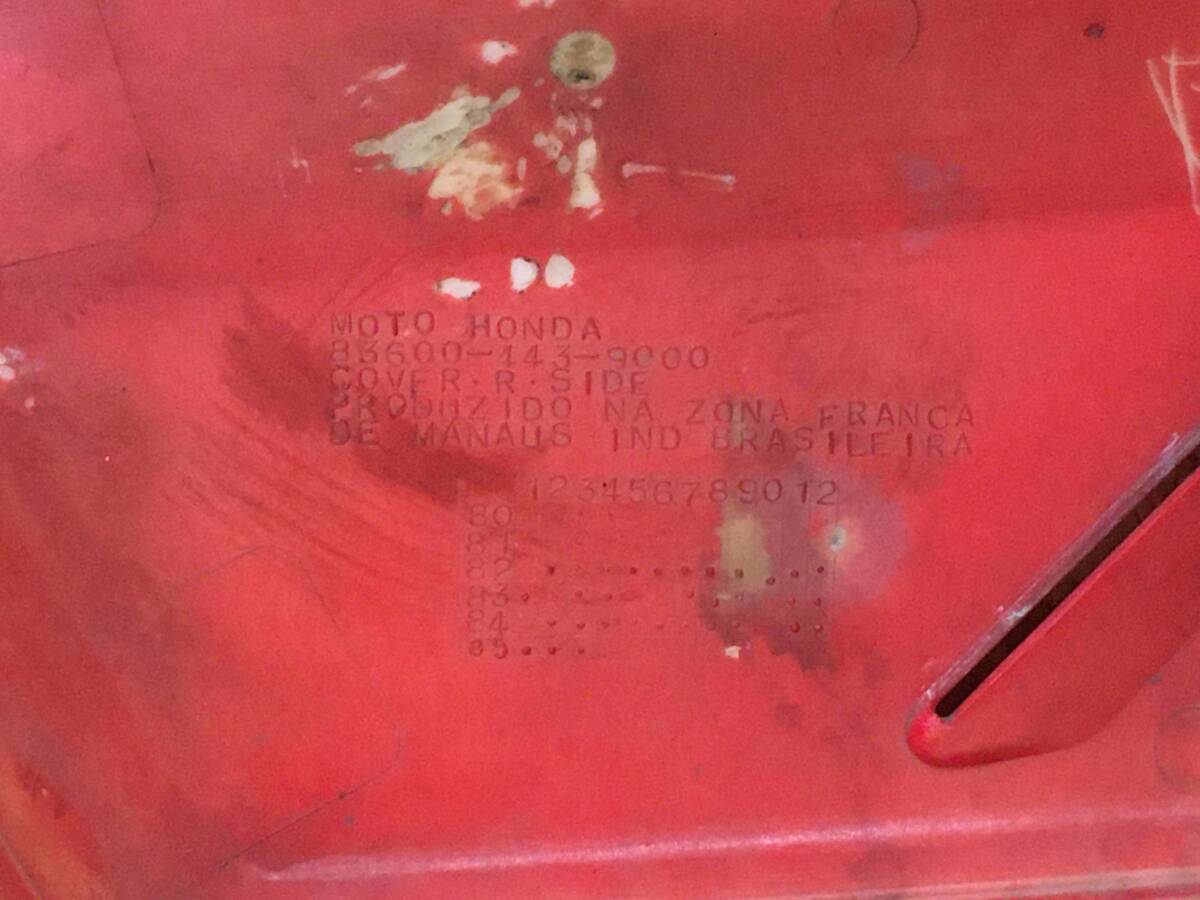 MOTO HONDA
83600-443-9000
COVER·R·SIDE
PRODUZIDO NA ZONA FRANCA
DE MANAUS IND BRASILEIRA
123456789012
80
81
82
83
84
85